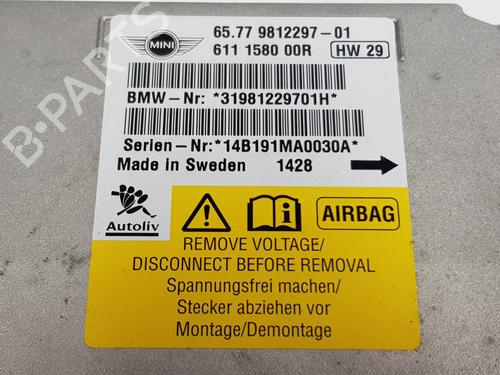 MINI
65.77 9812297-01
611 1580 00R
HW 29
BMW-Nr: *31981229701H*
Serien-Nr:*14B191MA0030A*
Made in Sweden 1428
Autoliv
AIRBAG
REMOVE VOLTAGE/
DISCONNECT BEFORE REMOVAL
Spannungsfrei machen/
Stecker abziehen vor
Montage/Demontage
B-PARTS